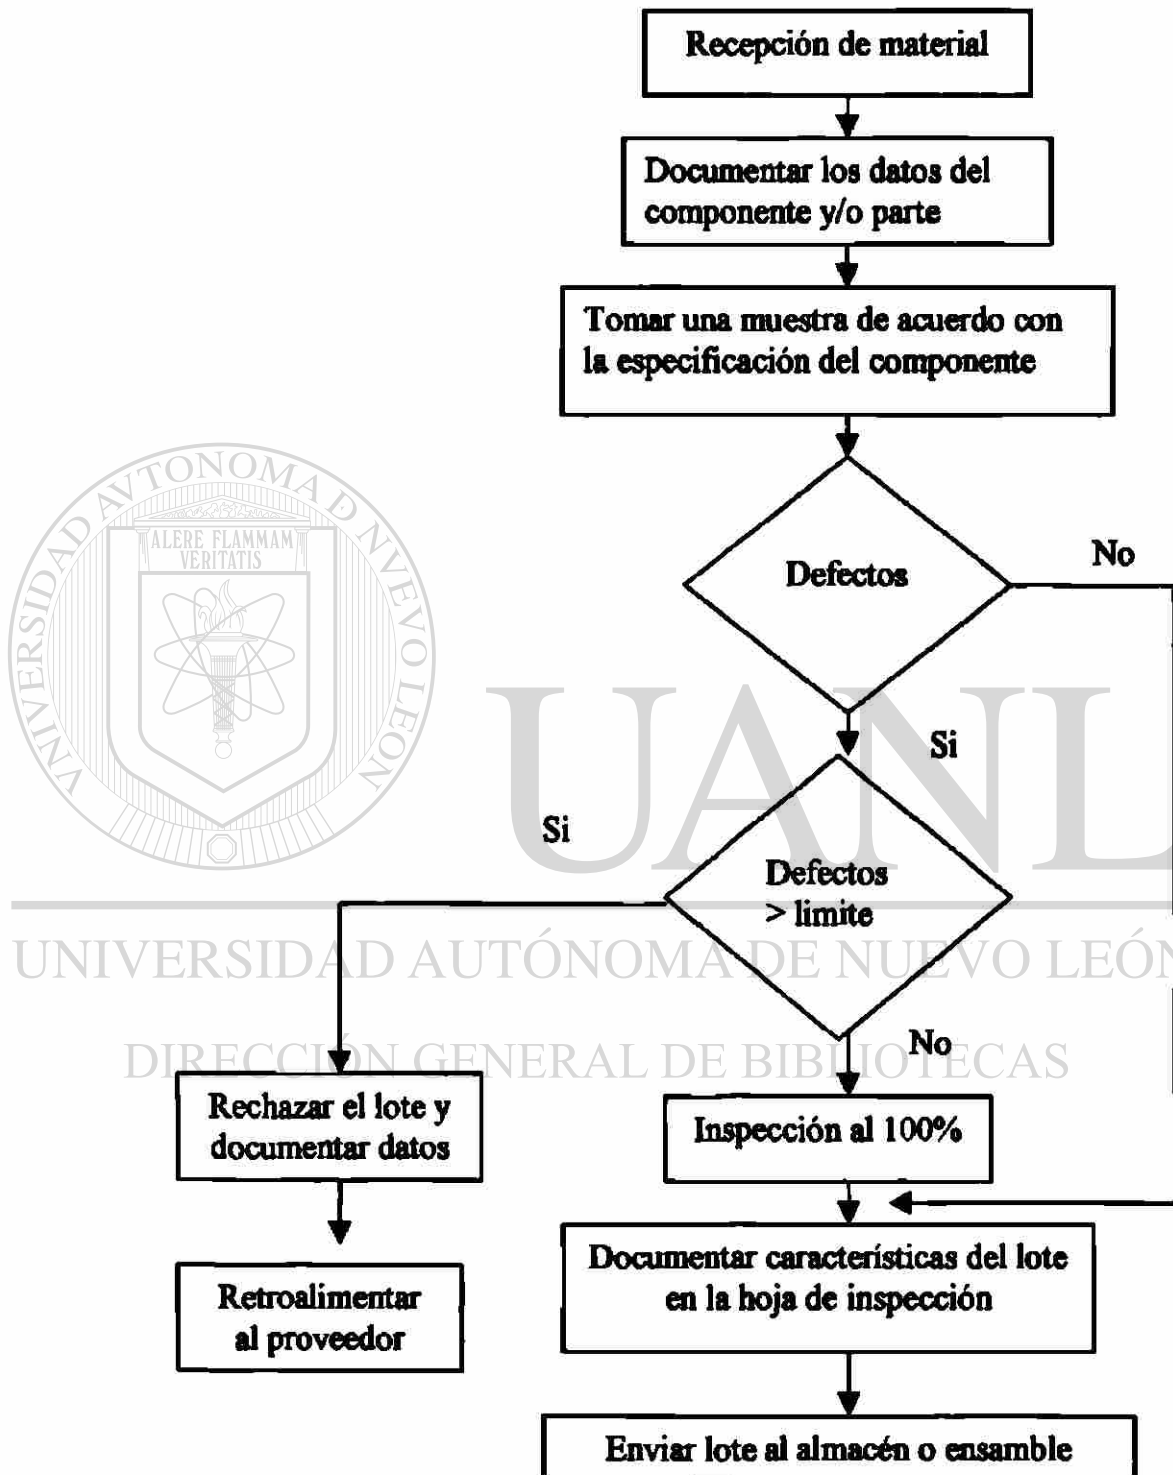 Recepción de material
Documentar los datos del
componente y/o parte
Tomar una muestra de acuerdo con
la especificación del componente
Defectos
No
Si
Defectos
> limite
Si
No
Rechazar el lote y
documentar datos
Inspección al 100%
Retroalimentar
al proveedor
Documentar características del lote
en la hoja de inspección
Enviar lote al almacén o ensamble
UNIVERSIDAD AVTONOMA D NVEVO LEON
ALERE FLAMMAM
VERITATIS
UANL
UNIVERSIDAD AUTÓNOMA DE NUEVO LEÓN
DIRECCIÓN GENERAL DE BIBLIOTECAS